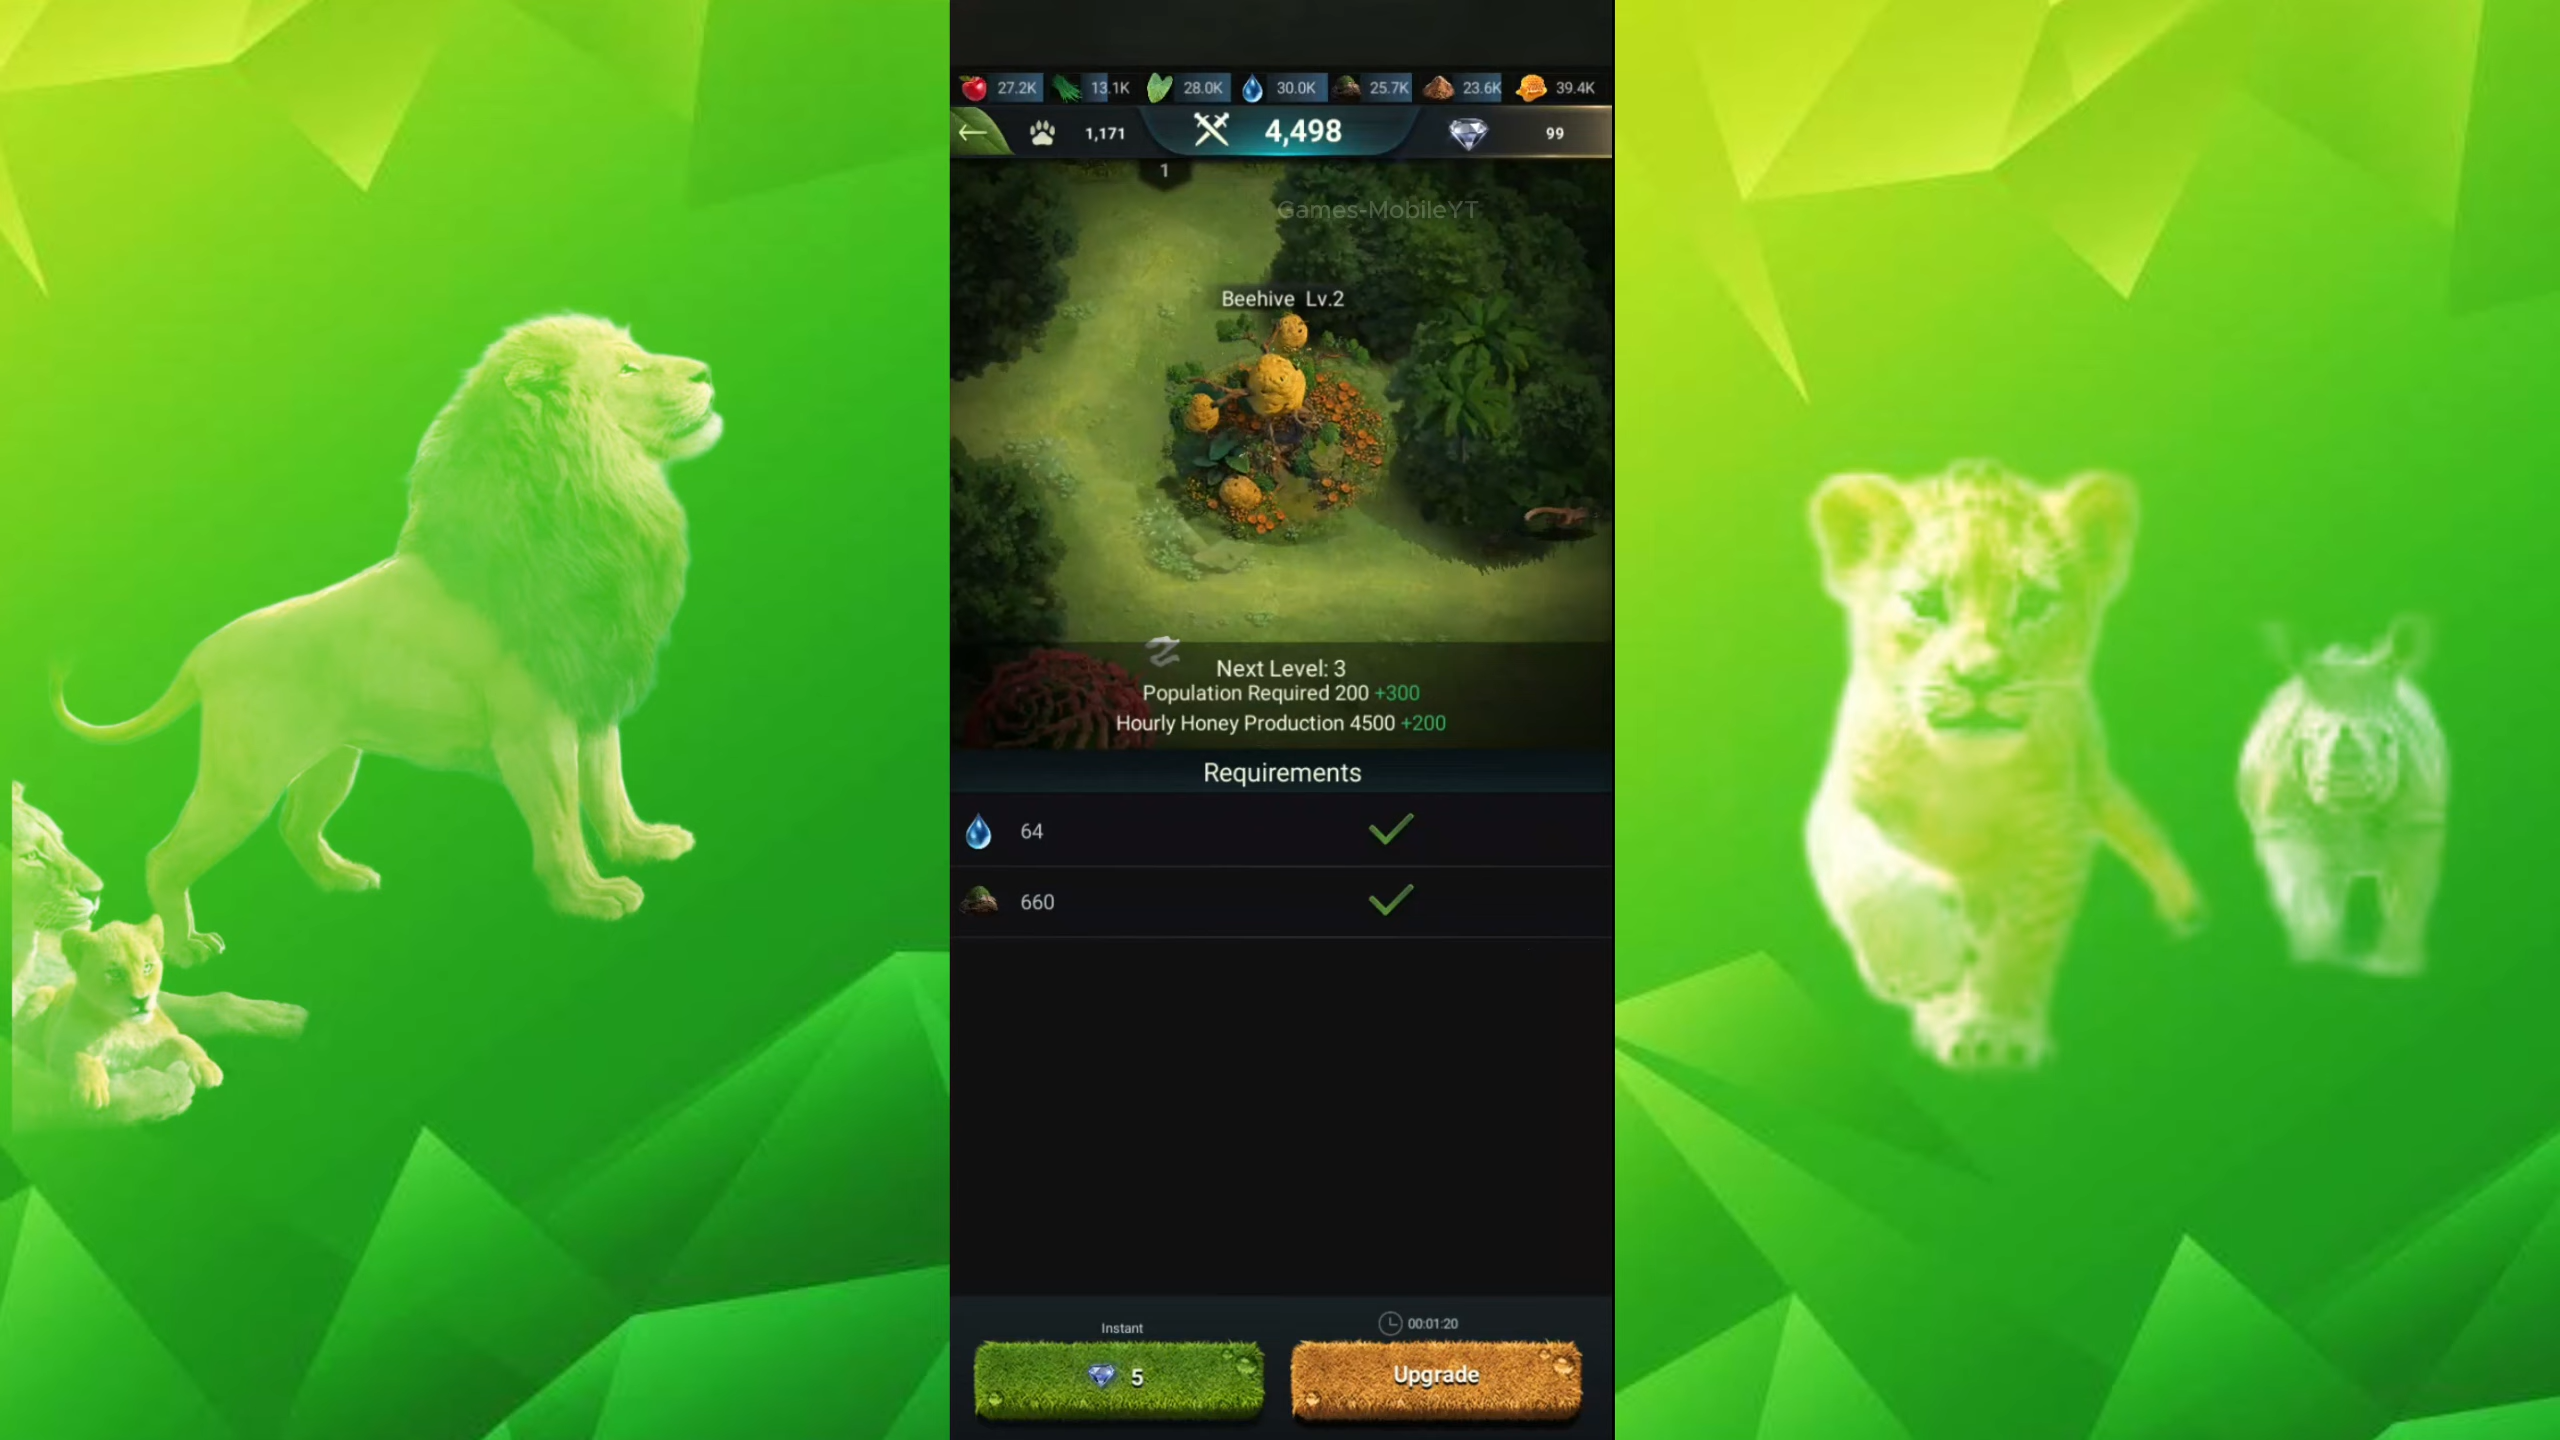 27.2K 13.1K 28.0K 30.0K 25.7K 23.6K 39.4K
1,171 4,498 99
1
Games-MobileYT
Beehive Lv.2
Next Level: 3
Population Required 200 +300
Hourly Honey Production 4500 +200
Requirements
64
660
Instant 00:01:20
5 Upgrade